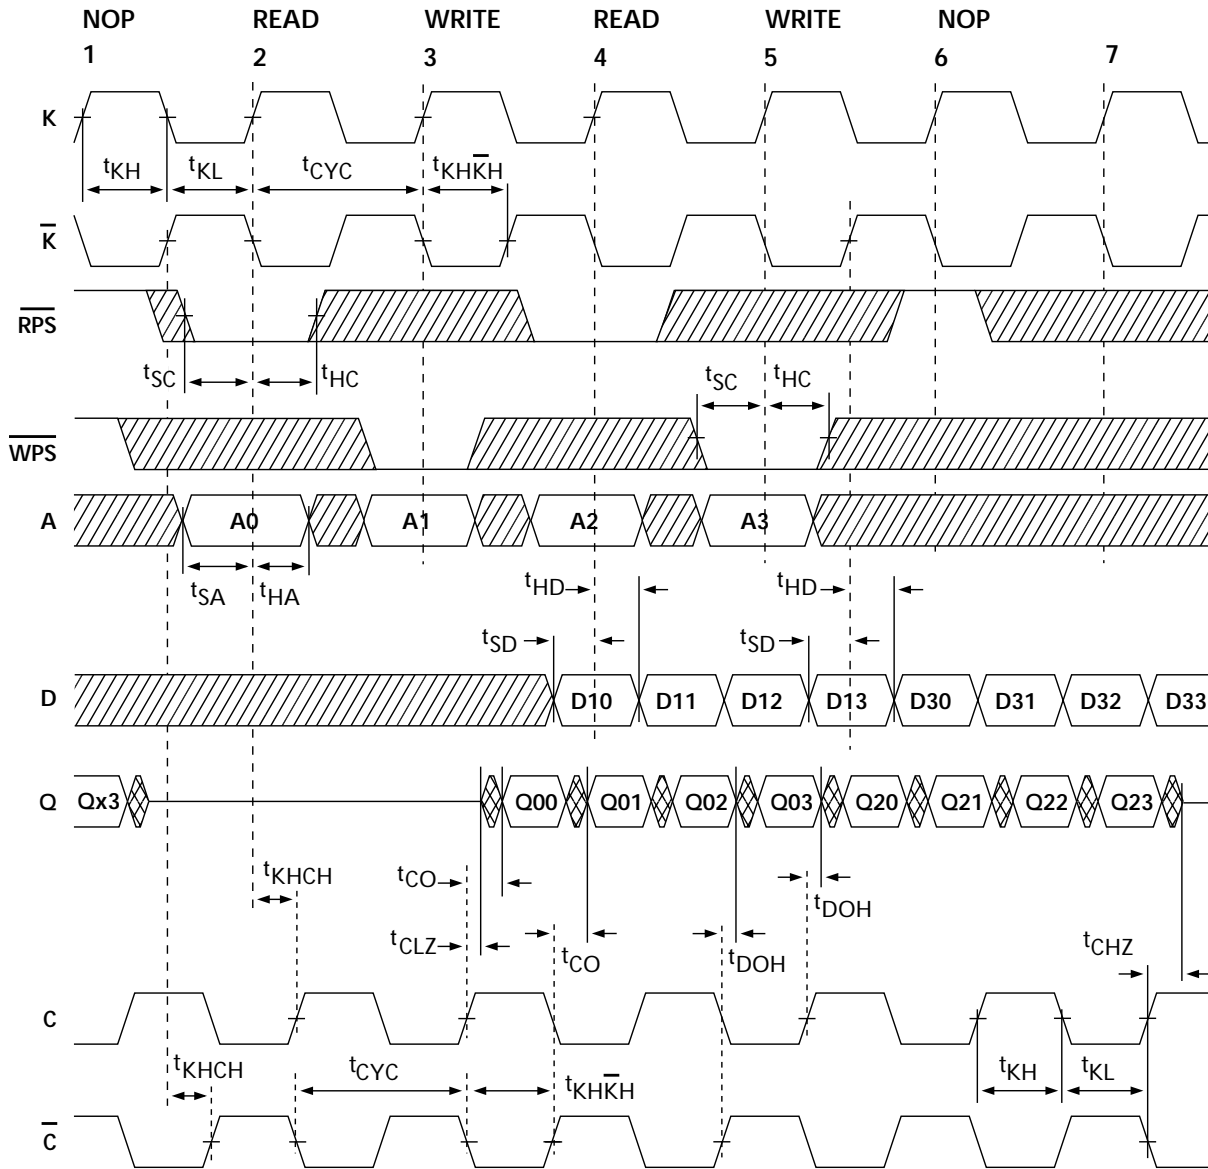 NOP READ WRITE READ WRITE NOP
1 2 3 4 5 6 7
K
tKH tKL tCYC tKHK̅H
K̅
R̅P̅S̅
tSC tHC tSC tHC
W̅P̅S̅
A A0 A1 A2 A3
tSA tHA tHD tHD
tSD tSD
D D10 D11 D12 D13 D30 D31 D32 D33
Q Qx3 Q00 Q01 Q02 Q03 Q20 Q21 Q22 Q23
tKHCH tCO tDOH
tCLZ tCO tDOH tCHZ
C
tKHCH tCYC tKHK̅H tKH tKL
C̅